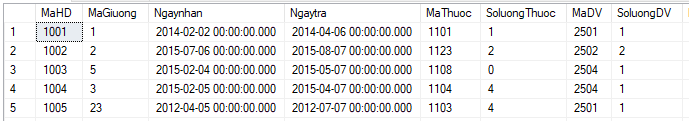 MaHD MaGiuong Ngaynhan Ngaytra MaThuoc SoluongThuoc MaDV SoluongDV
1 1001 1 2014-02-02 00:00:00.000 2014-04-06 00:00:00.000 1101 1 2501 1
2 1002 2 2015-07-06 00:00:00.000 2015-08-07 00:00:00.000 1123 2 2502 2
3 1003 5 2015-02-04 00:00:00.000 2015-05-07 00:00:00.000 1108 0 2504 1
4 1004 3 2015-02-05 00:00:00.000 2015-04-07 00:00:00.000 1104 4 2504 1
5 1005 23 2012-04-05 00:00:00.000 2012-07-07 00:00:00.000 1103 4 2501 1